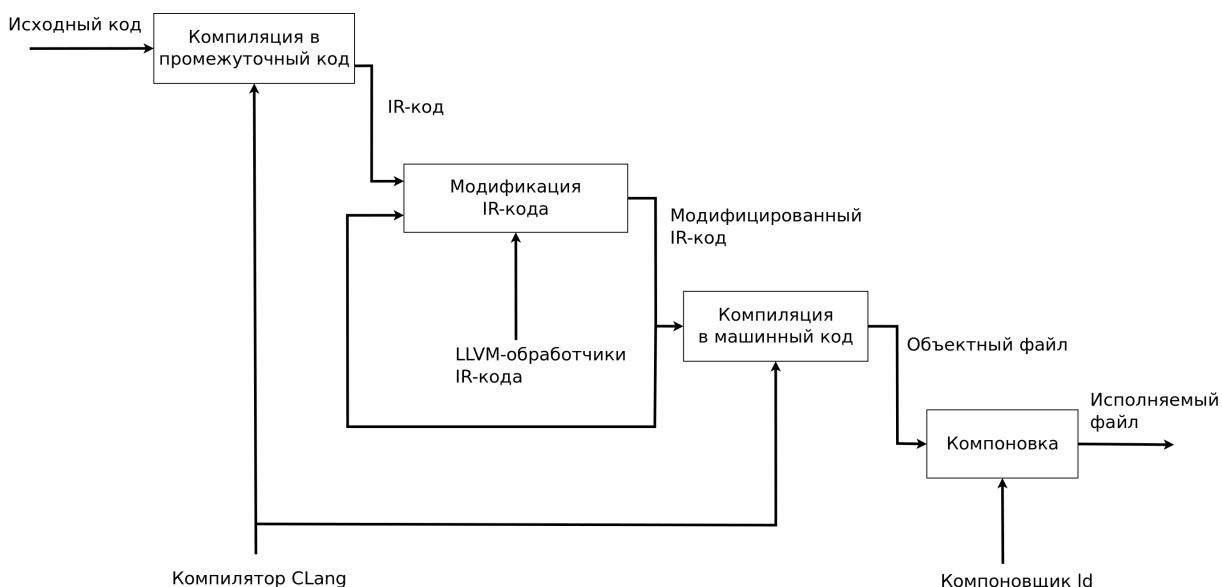 Исходный код
Компиляция в
промежуточный код
IR-код
Модификация
IR-кода
Модифицированный
IR-код
LLVM-обработчики
IR-кода
Компиляция
в машинный код
Объектный файл
Исполняемый
файл
Компоновка
Компилятор CLang
Компоновщик ld